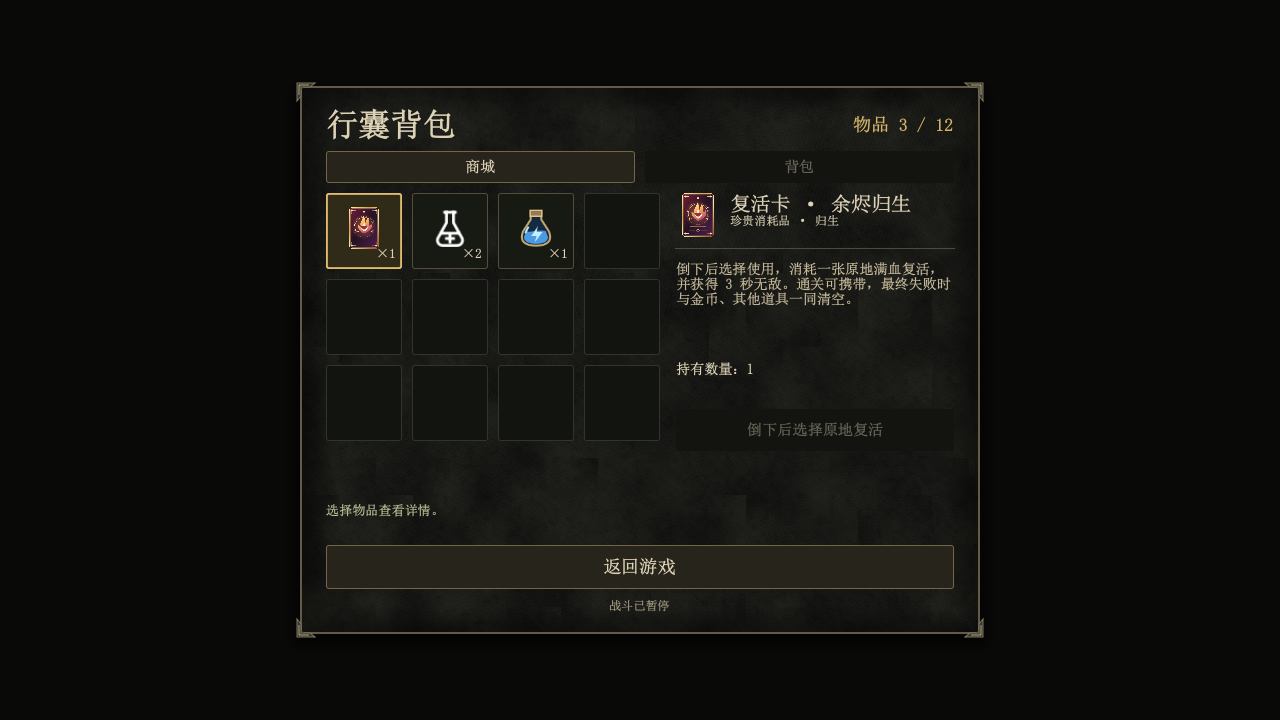 行囊背包
物品 3 / 12
商城
背包
×1
×2
×1
复活卡 • 余烬归生
珍贵消耗品 • 归生
倒下后选择使用，消耗一张原地满血复活，
并获得 3 秒无敌。通关可携带，最终失败时
与金币、其他道具一同清空。
持有数量：1
倒下后选择原地复活
选择物品查看详情。
返回游戏
战斗已暂停